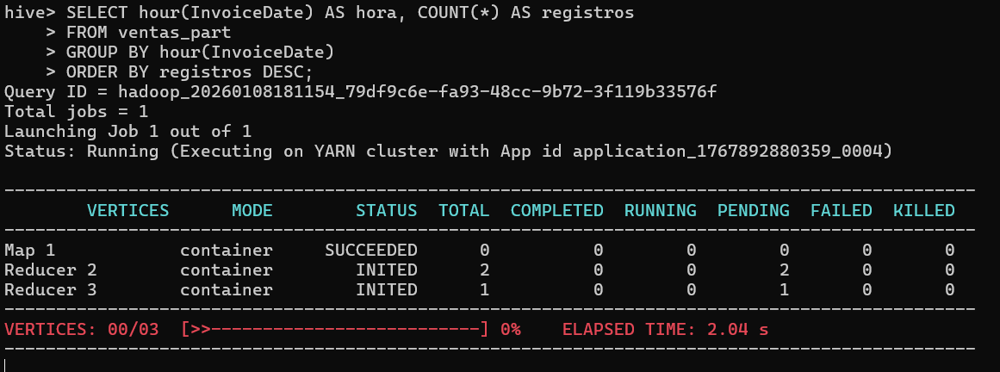 hive> SELECT hour(InvoiceDate) AS hora, COUNT(*) AS registros
    > FROM ventas_part
    > GROUP BY hour(InvoiceDate)
    > ORDER BY registros DESC;
Query ID = hadoop_20260108181154_79df9c6e-fa93-48cc-9b72-3f119b33576f
Total jobs = 1
Launching Job 1 out of 1
Status: Running (Executing on YARN cluster with App id application_1767892880359_0004)

----------------------------------------------------------------------------------------------
        VERTICES      MODE        STATUS  TOTAL  COMPLETED  RUNNING  PENDING  FAILED  KILLED
----------------------------------------------------------------------------------------------
Map 1            container     SUCCEEDED      0          0        0        0       0       0
Reducer 2        container        INITED      2          0        0        2       0       0
Reducer 3        container        INITED      1          0        0        1       0       0
----------------------------------------------------------------------------------------------
VERTICES: 00/03  [>>--------------------------] 0%    ELAPSED TIME: 2.04 s
----------------------------------------------------------------------------------------------